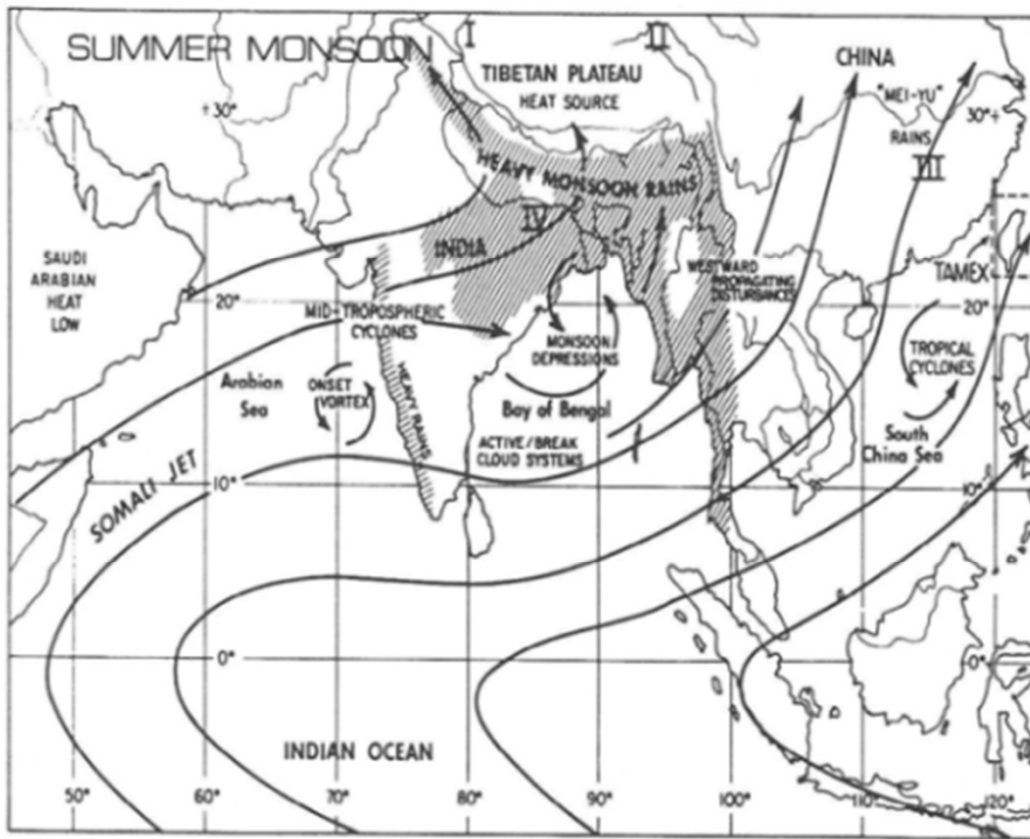 SUMMER MONSOON
I
II
TIBETAN PLATEAU
HEAT SOURCE
CHINA
"MEI-YU"
RAINS
III
+30°
30°+
HEAVY MONSOON RAINS
IV
INDIA
SAUDI
ARABIAN
HEAT
LOW
20°
MID-TROPOSPHERIC
CYCLONES
WESTWARD
PROPAGATING
DISTURBANCES
TAMEX
20°
MONSOON
DEPRESSIONS
TROPICAL
CYCLONES
Arabian
Sea
ONSET
VORTEX
HEAVY RAINS
Bay of Bengal
ACTIVE/BREAK
CLOUD SYSTEMS
South
China Sea
SOMALI JET
10°
10°
0°
0°
INDIAN OCEAN
50°
60°
70°
80°
90°
100°
110°
120°